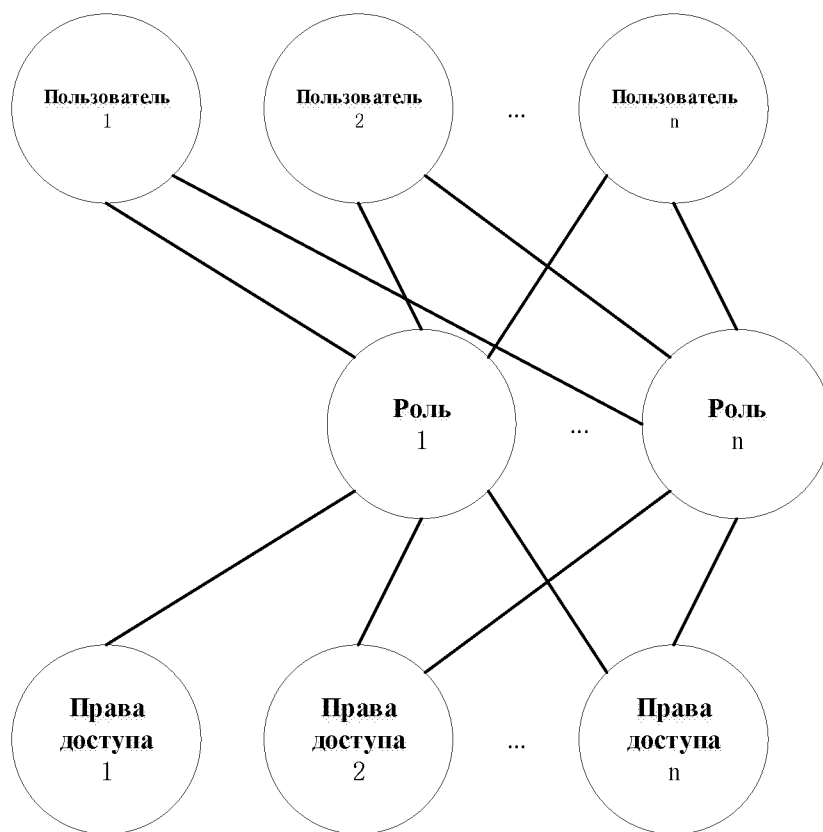 Пользователь
1
Пользователь
2
...
Пользователь
n
Роль
1
...
Роль
n
Права
доступа
1
Права
доступа
2
...
Права
доступа
n